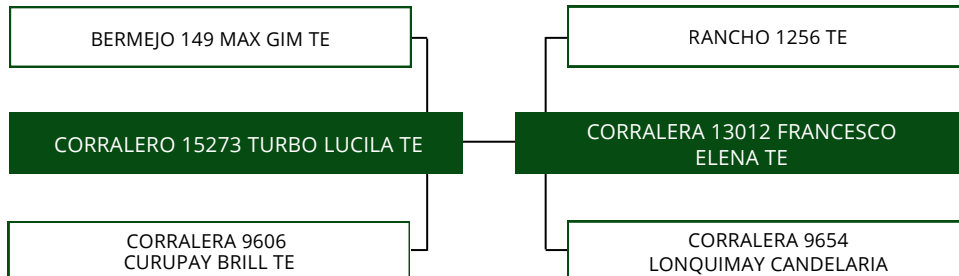 BERMEJO 149 MAX GIM TE
RANCHO 1256 TE
CORRALERO 15273 TURBO LUCILA TE
CORRALERA 13012 FRANCESCO
ELENA TE
CORRALERA 9606
CURUPAY BRILL TE
CORRALERA 9654
LONQUIMAY CANDELARIA